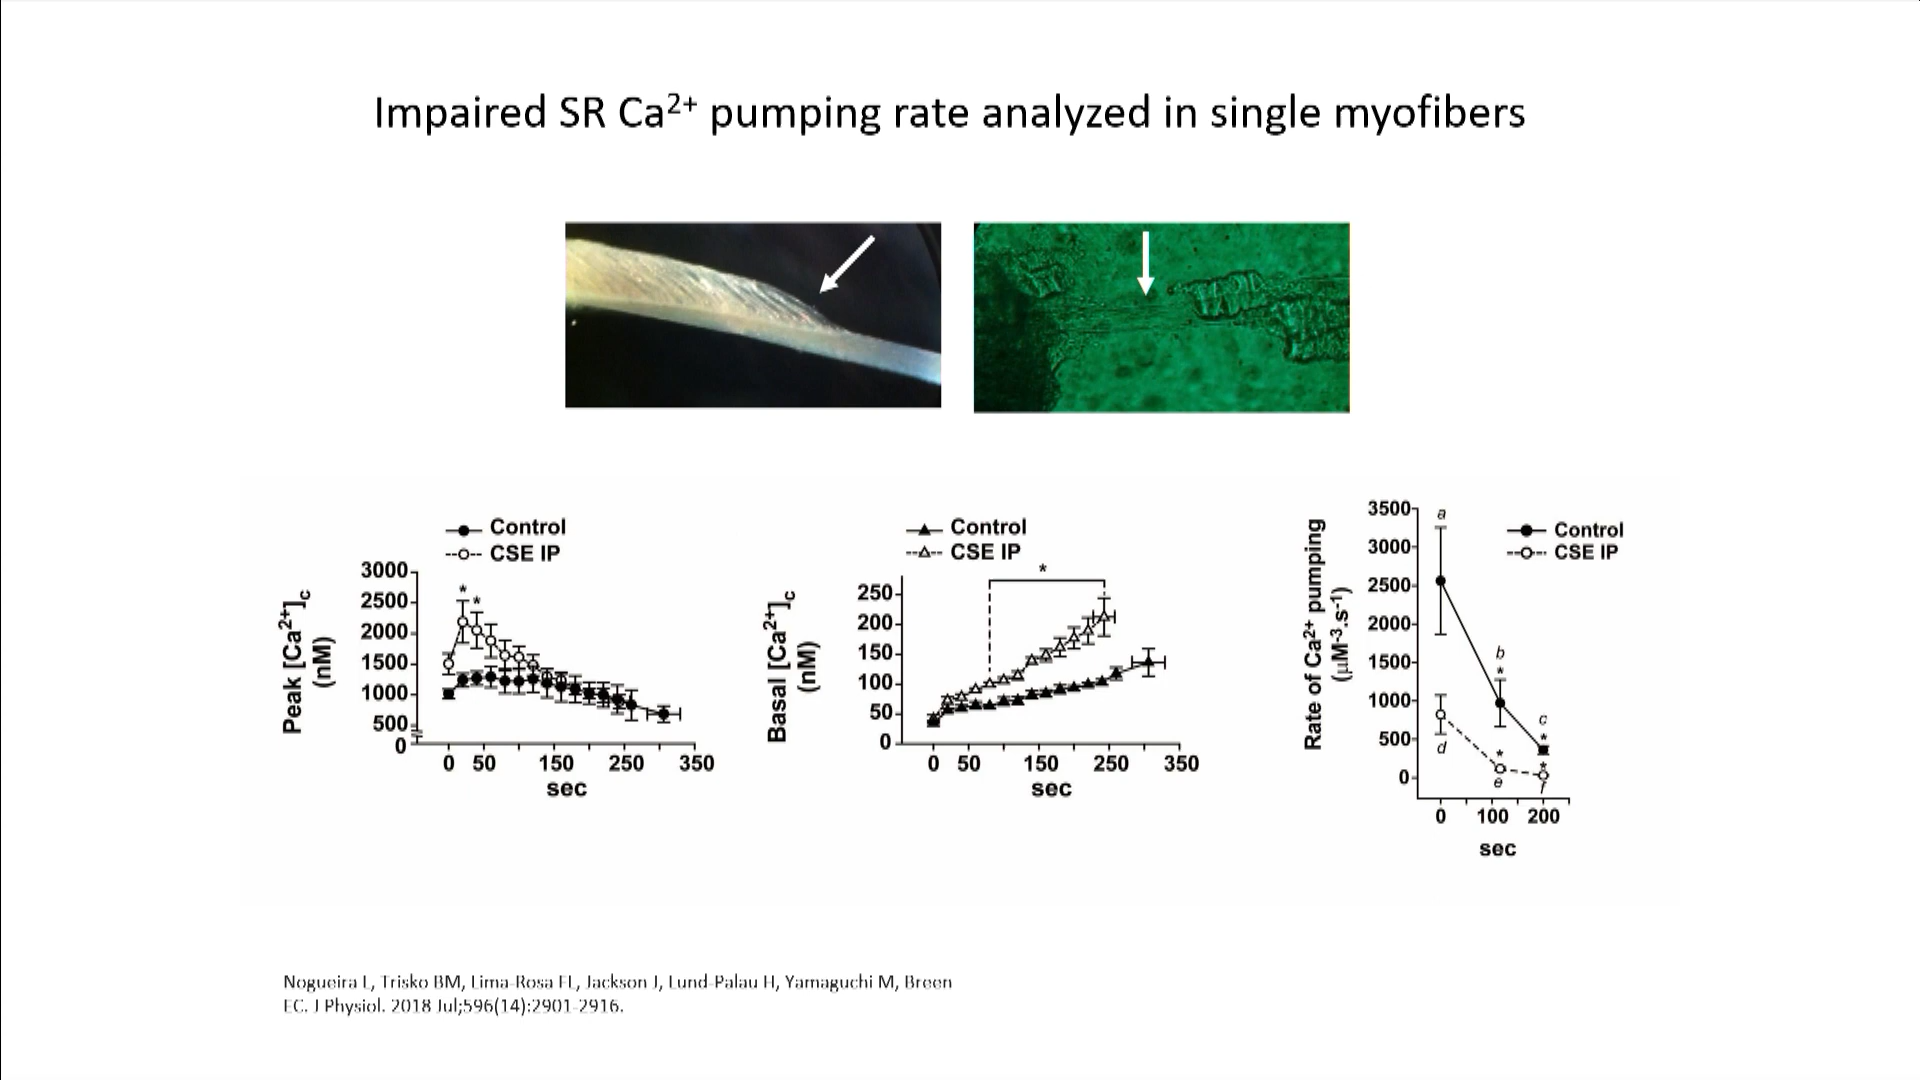 Impaired SR Ca²⁺ pumping rate analyzed in single myofibers
Control
CSE IP
Peak [Ca²⁺]c
(nM)
3000
2500
2000
1500
1000
500
0
* *
0 50 150 250 350
sec
Control
CSE IP
Basal [Ca²⁺]c
(nM)
250
200
150
100
50
0
*
0 50 150 250 350
sec
Control
CSE IP
Rate of Ca²⁺ pumping
(μM⁻³.s⁻¹)
3500
3000
2500
2000
1500
1000
500
0
a
b
*
c
*
d
*
e
*
f
0 100 200
sec
Nogueira L, Trisko BM, Lima-Rosa FL, Jackson J, Lund-Palau H, Yamaguchi M, Breen
EC. J Physiol. 2018 Jul;596(14):2901-2916.